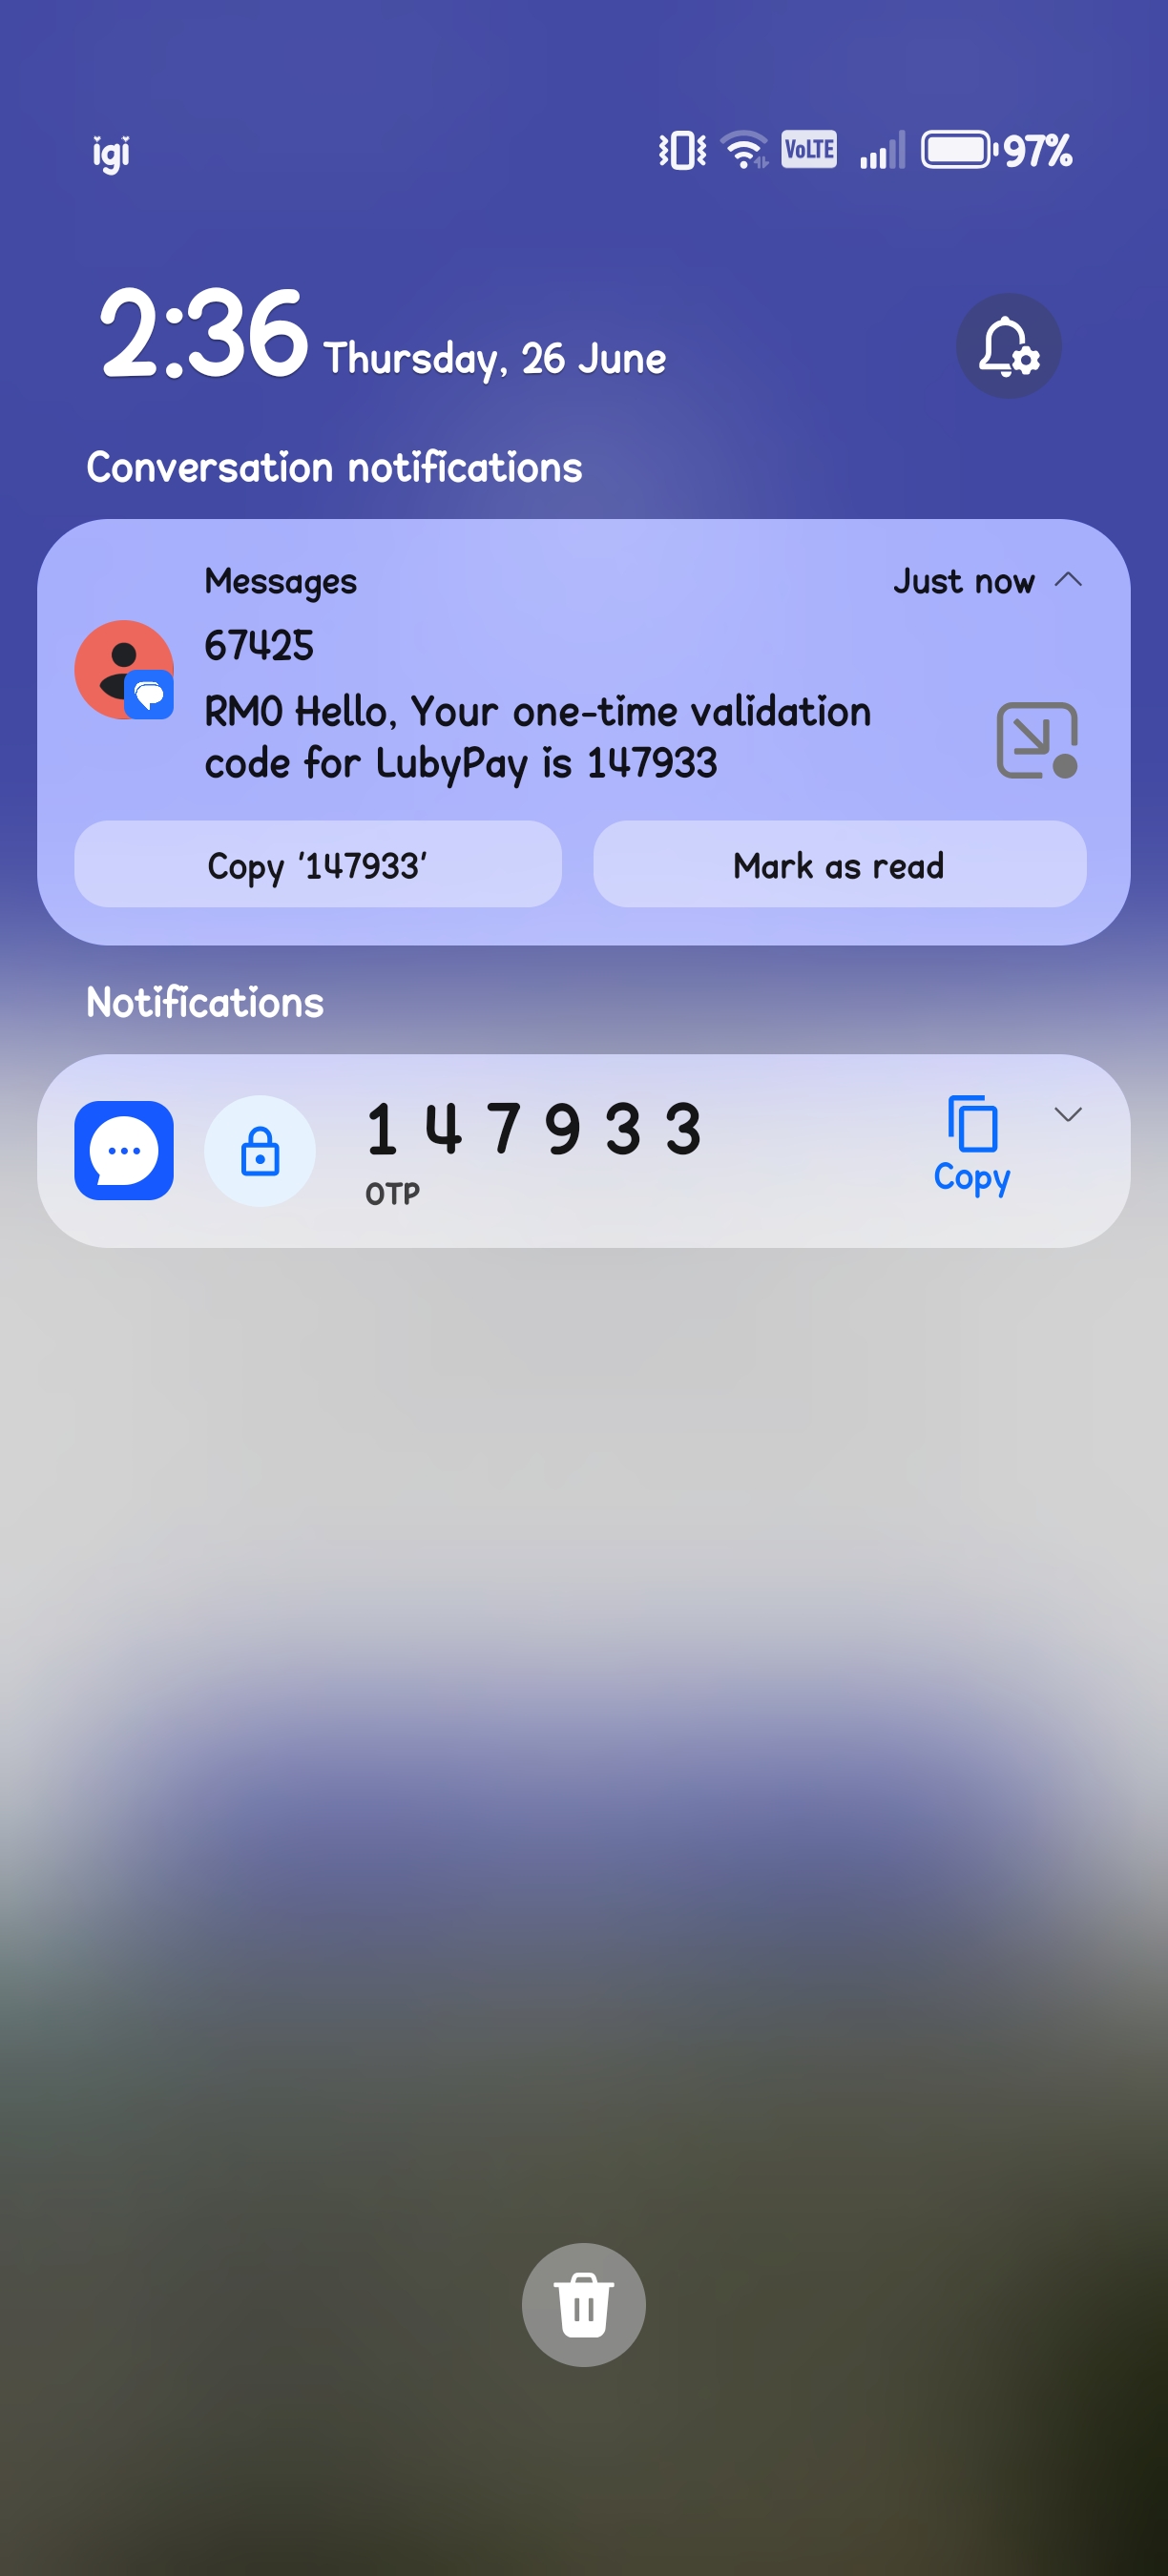 igi
VoLTE
97%
2:36 Thursday, 26 June
Conversation notifications
Messages
Just now
67425
RM0 Hello, Your one-time validation
code for LubyPay is 147933
Copy '147933'
Mark as read
Notifications
1 4 7 9 3 3
OTP
Copy